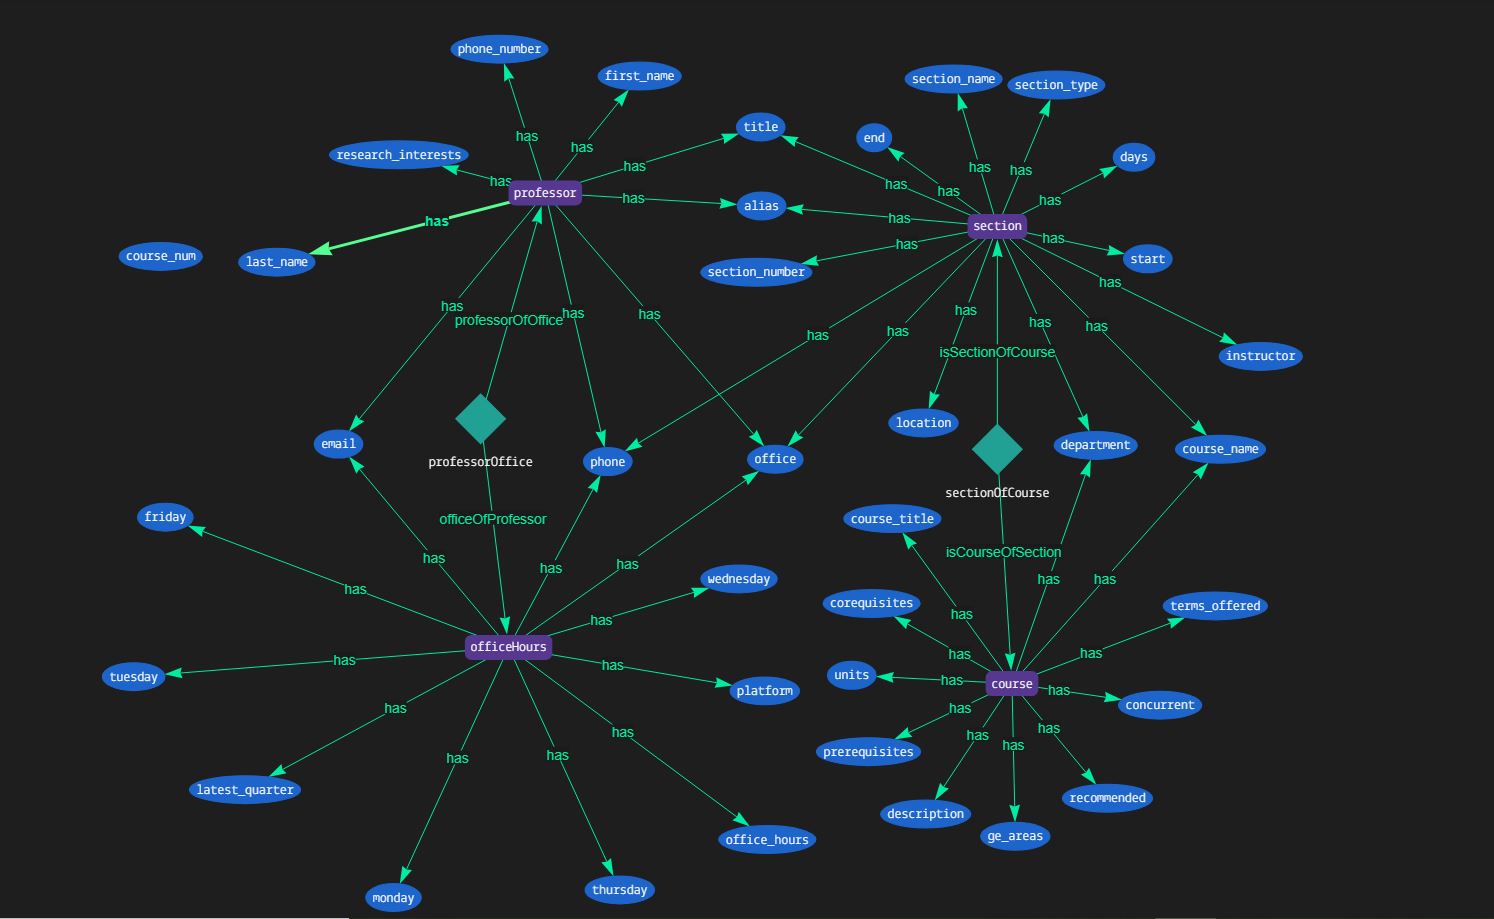 phone_number
first_name
section_name
section_type
has
title
end
has
research_interests
days
has
has
has
has
has
professor
has
has
has
has
alias
has
has
section
has
has
has
start
course_num
last_name
section_number
has
has
has
has
has
professorOfOffice
has
has
has
has
has
isSectionOfCourse
instructor
location
email
department
course_name
professorOffice
phone
office
sectionOfCourse
friday
officeOfProfessor
course_title
isCourseOfSection
has
has
has
wednesday
has
has
has
corequisites
terms_offered
has
has
officeHours
has
has
has
has
tuesday
units
has
course
has
platform
concurrent
has
has
has
has
has
has
prerequisites
has
has
latest_quarter
recommended
description
office_hours
ge_areas
monday
thursday